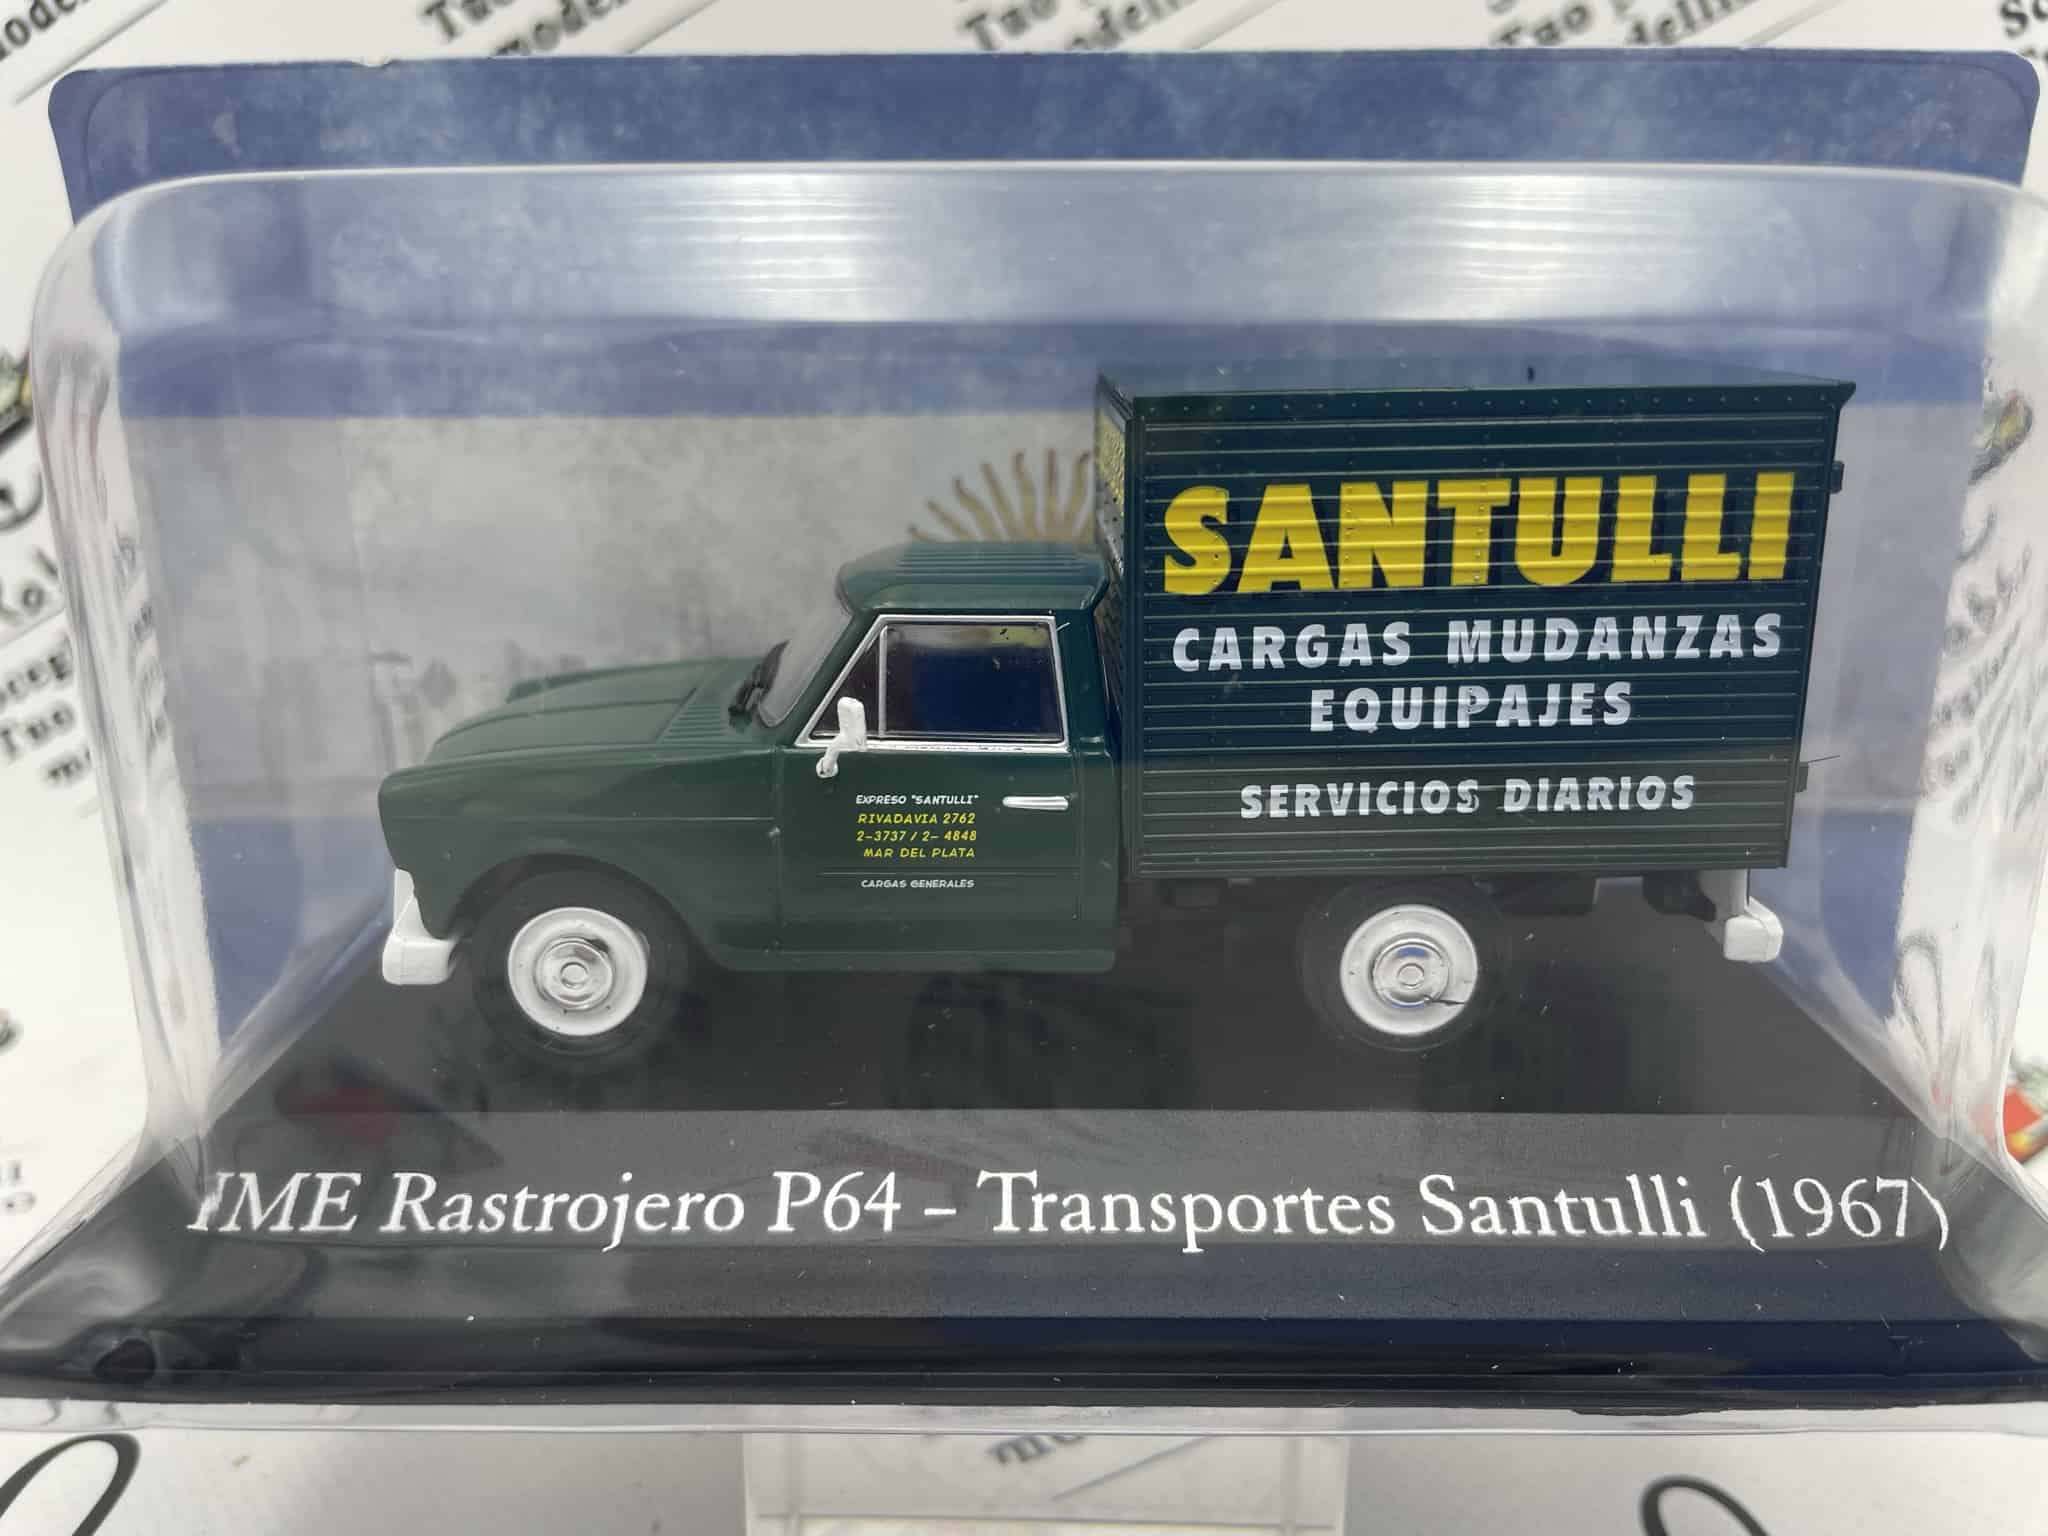 SANTULLI
CARGAS MUDANZAS
EQUIPAJES
SERVICIOS DIARIOS
EXPRESO "SANTULLI"
RIVADAVIA 2762
2-3737 / 2- 4848
MAR DEL PLATA
CARGAS GENERALES
IME Rastrojero P64 - Transportes Santulli (1967)